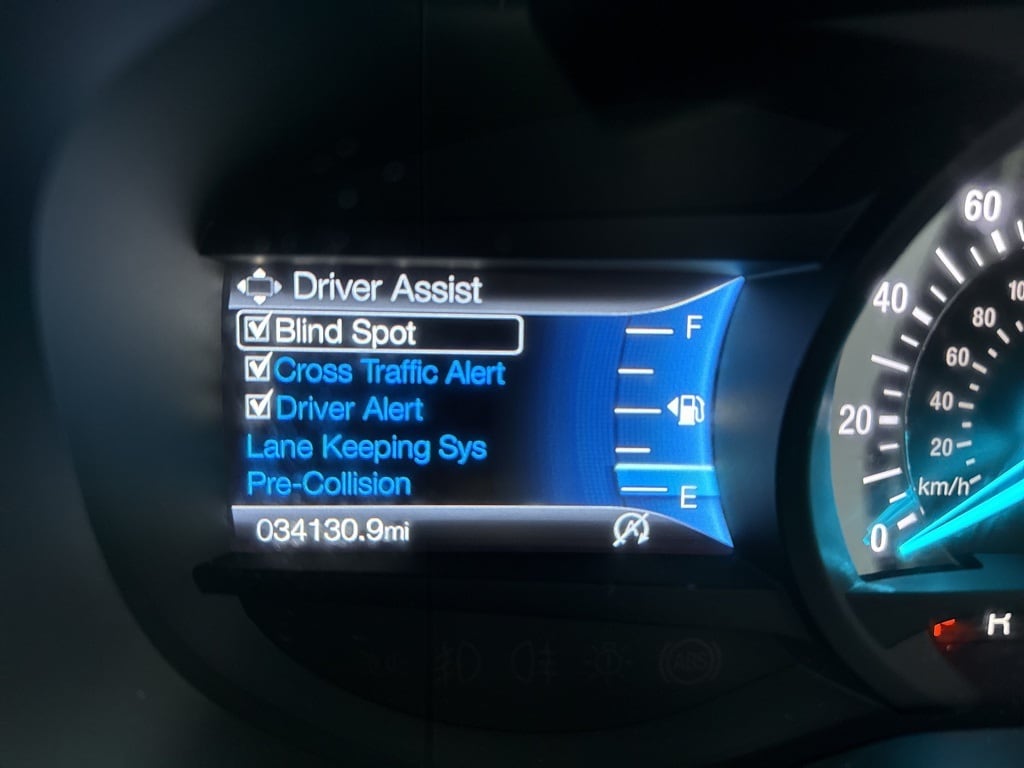 Driver Assist
Blind Spot
Cross Traffic Alert
Driver Alert
Lane Keeping Sys
Pre-Collision
034130.9mi
F
E
60
40
20
0
80
60
40
20
km/h
ABS